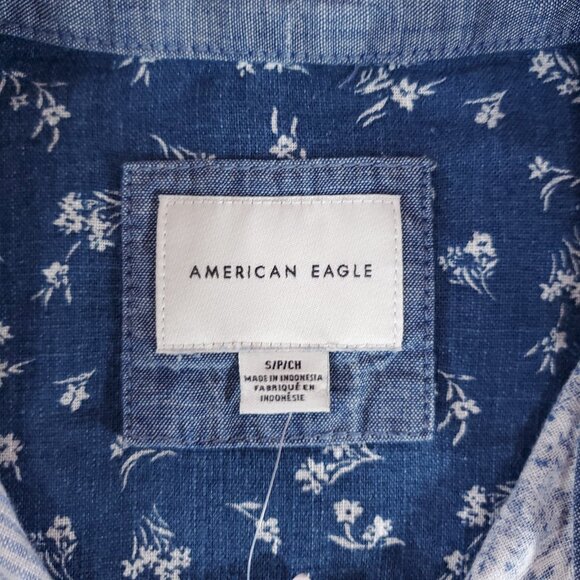 AMERICAN EAGLE
S/P/CH
MADE IN INDONESIA
FABRIQUÉ EN
INDONÉSIE